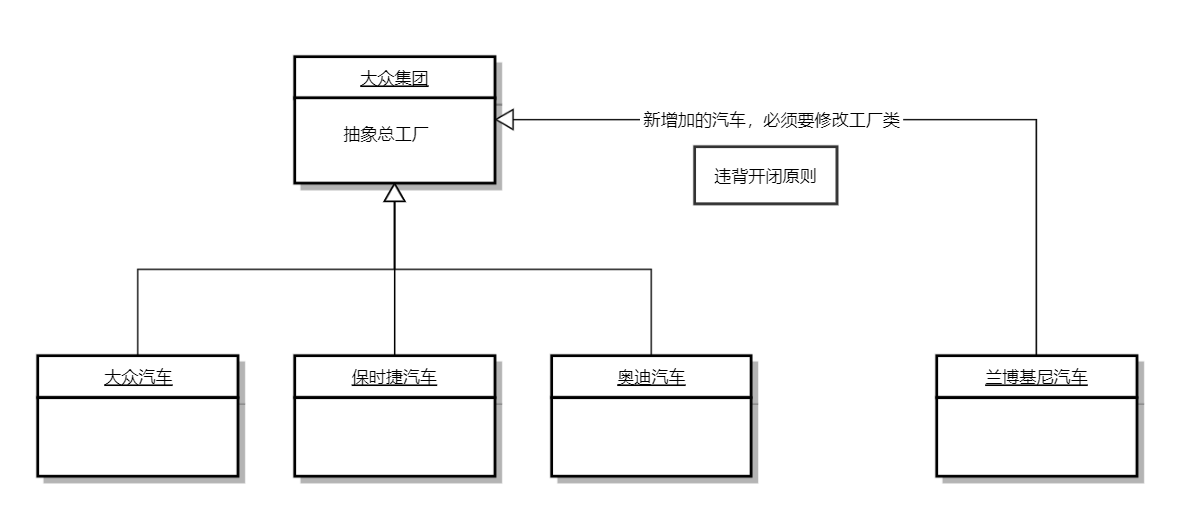 大众集团
抽象总工厂
新增加的汽车，必须要修改工厂类
违背开闭原则
大众汽车
保时捷汽车
奥迪汽车
兰博基尼汽车